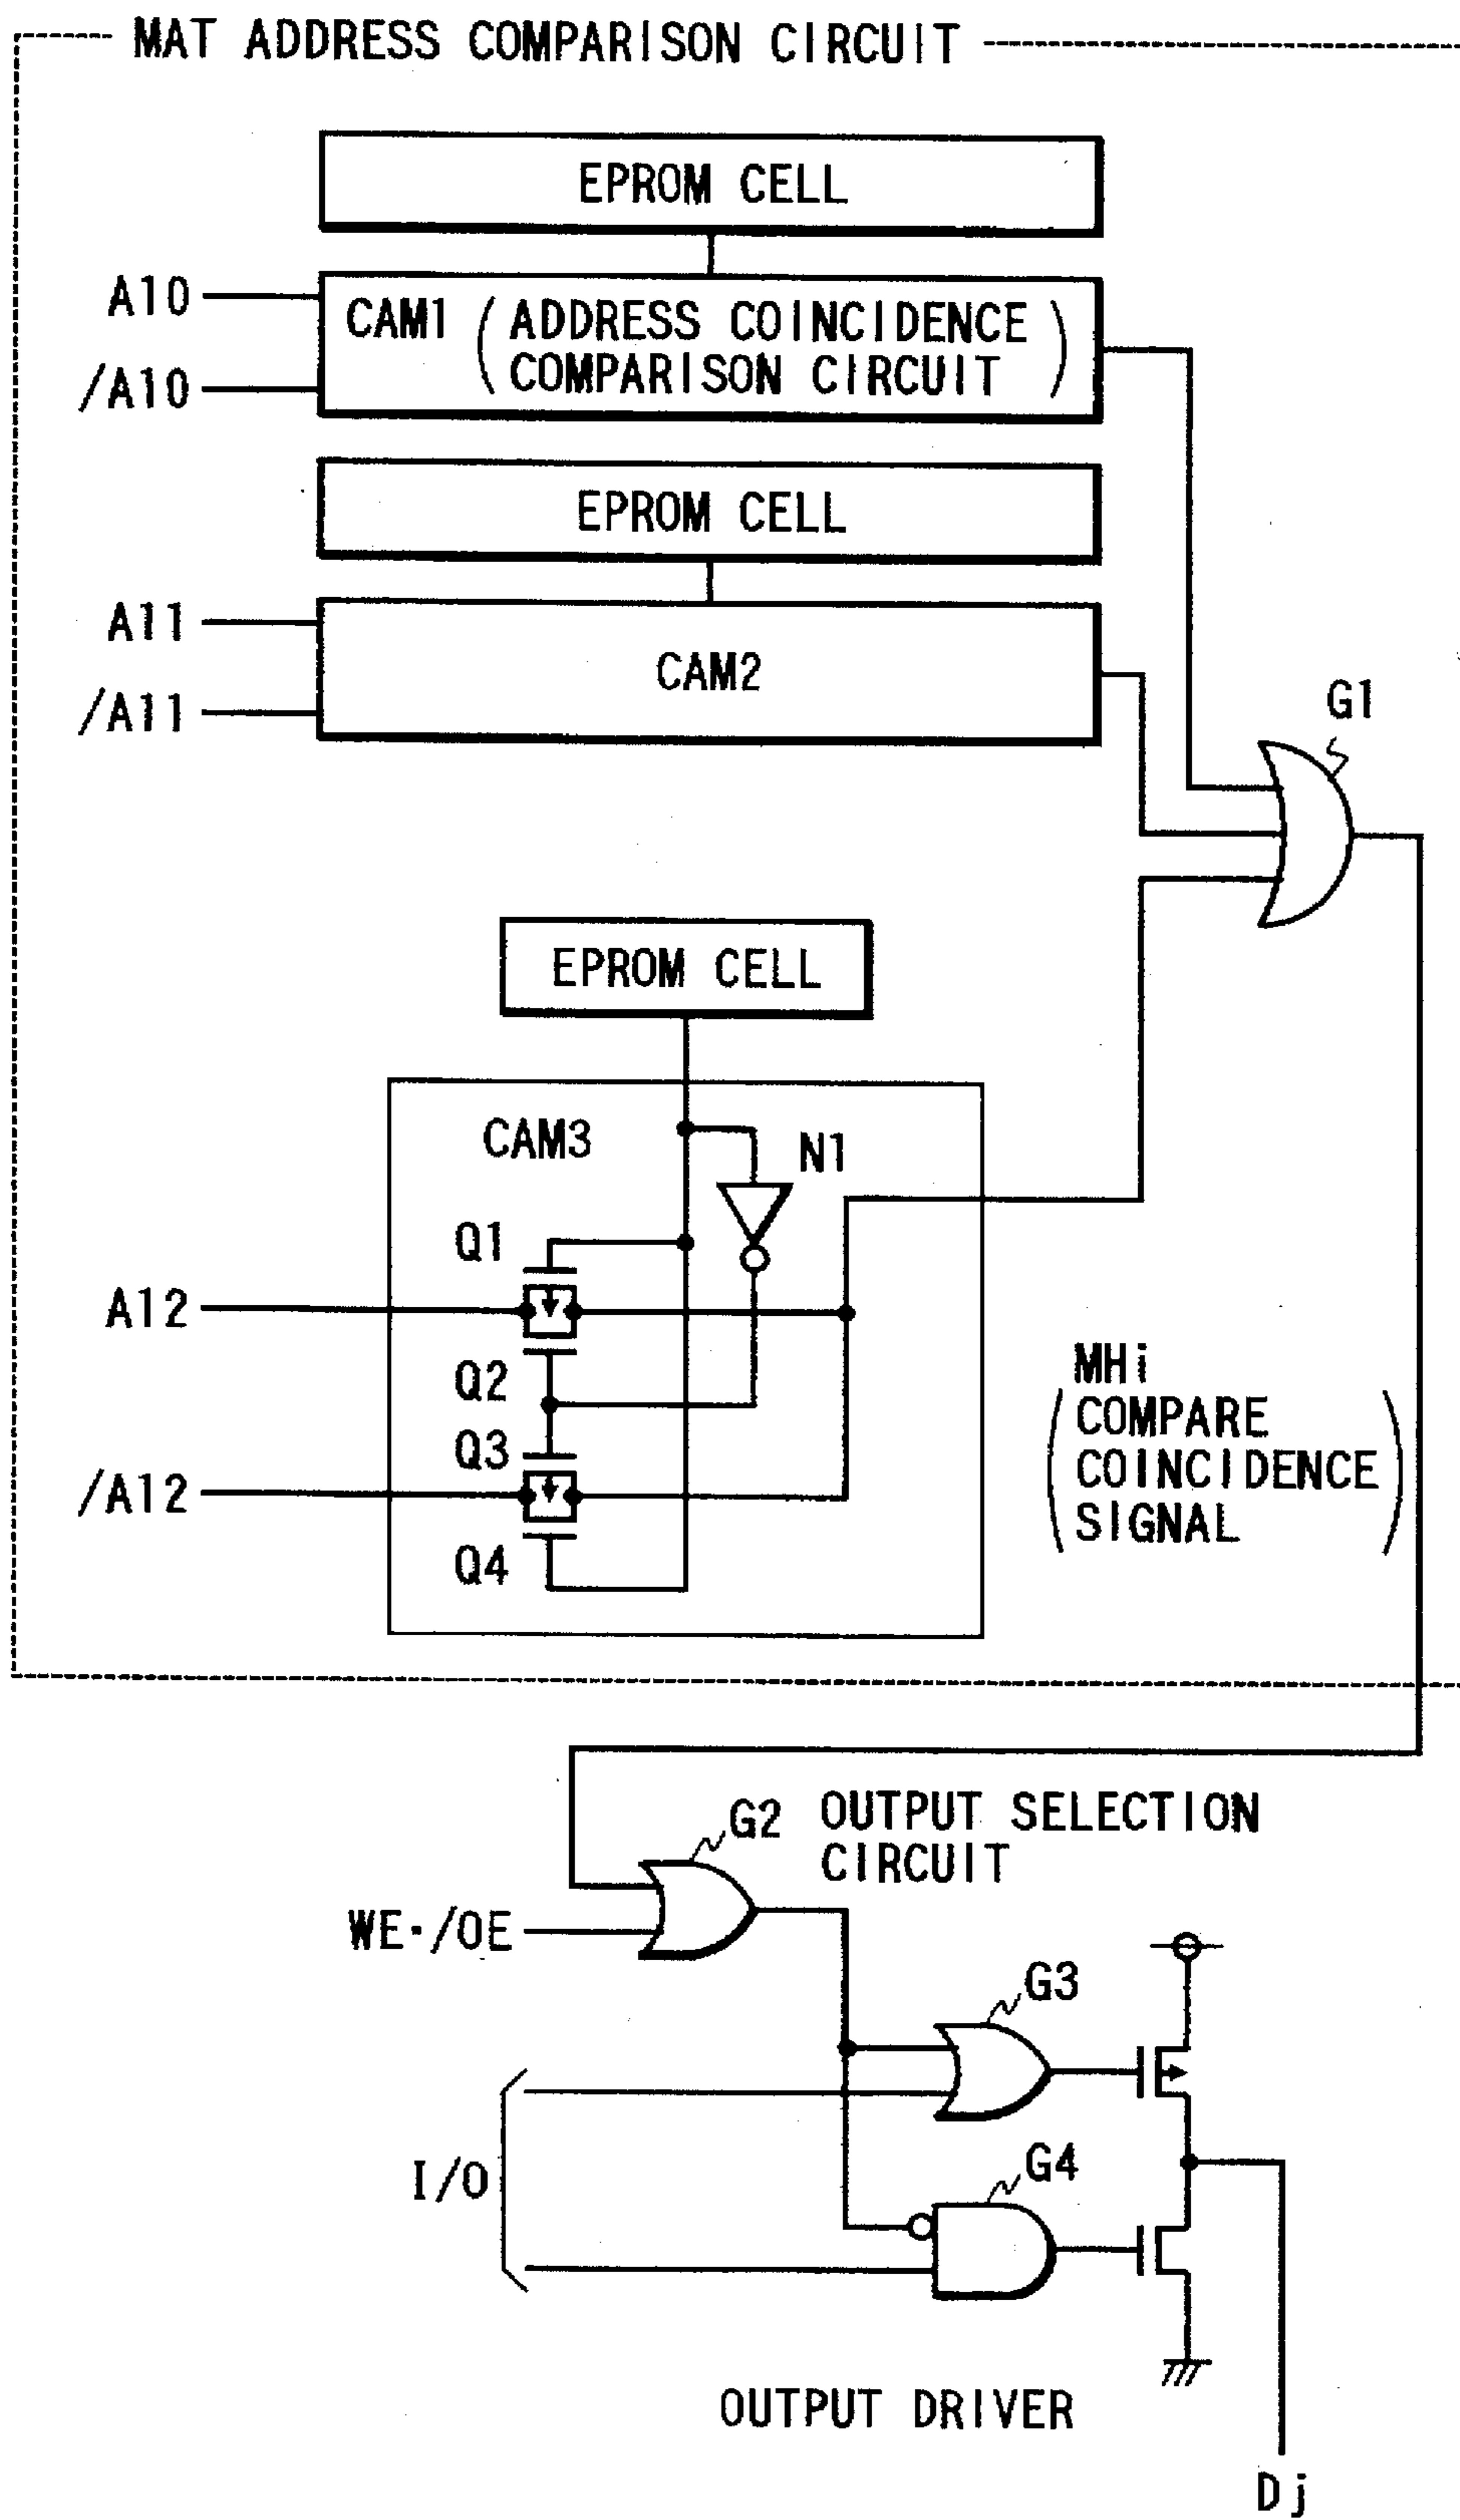 MAT ADDRESS COMPARISON CIRCUIT
EPROM CELL
A10
/A10
CAM1 (ADDRESS COINCIDENCE
COMPARISON CIRCUIT)
EPROM CELL
A11
/A11
CAM2
G1
EPROM CELL
CAM3
N1
Q1
A12
Q2
Q3
/A12
Q4
MHi
(COMPARE
COINCIDENCE
SIGNAL)
G2
OUTPUT SELECTION
CIRCUIT
WE·/OE
G3
I/O
G4
OUTPUT DRIVER
Dj